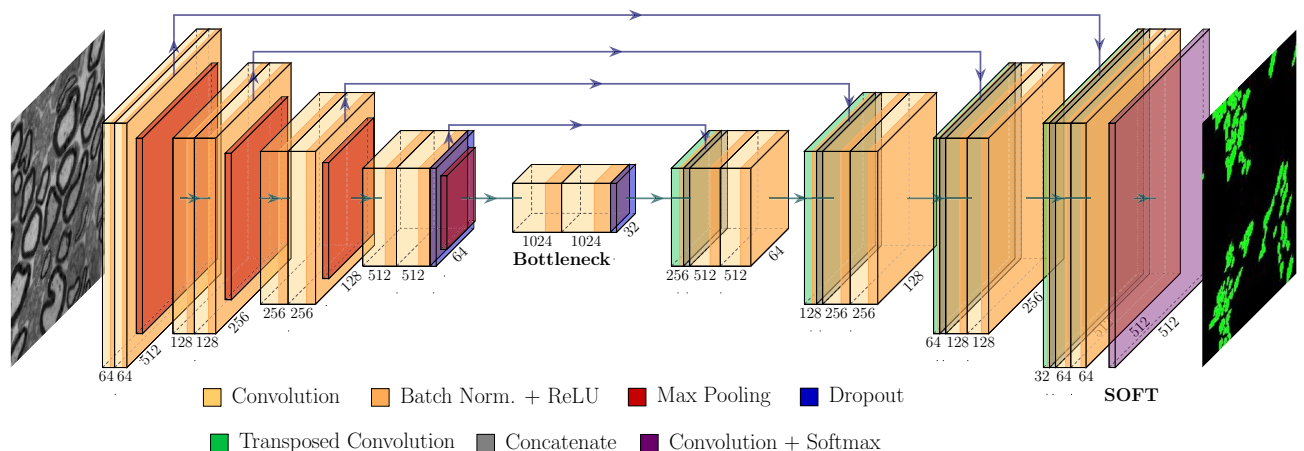 64 64
512
128 128
256
256 256
128
512 512
64
1024 1024
32
Bottleneck
256 512 512
64
128 256 256
128
64 128 128
256
32 64 64
512
512
512
SOFT
Convolution
Batch Norm. + ReLU
Max Pooling
Dropout
Transposed Convolution
Concatenate
Convolution + Softmax